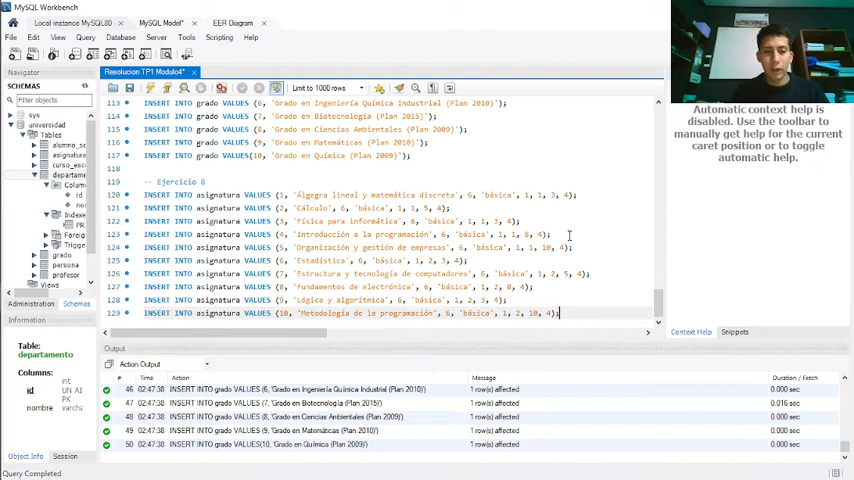 MySQL Workbench
Local instance MySQL80
MySQL Model*
EER Diagram
File Edit View Query Database Server Tools Scripting Help
Navigator
SCHEMAS
Filter objects
sys
universidad
Tables
alumno_se
asignatura
curso_esc
departame
Colum
id
Indexe
PR
Foreig
Trigge
grado
persona
profesor
Administration Schemas
Information
Table:
departamento
Columns:
id
int
UN AI
PK
nombre varcha
Object Info Session
Query Completed
Resolucion TP1 Modulo4*
Limit to 1000 rows
113 INSERT INTO grado VALUES (6, 'Grado en Ingeniería Química Industrial (Plan 2010)');
114 INSERT INTO grado VALUES (7, 'Grado en Biotecnología (Plan 2015)');
115 INSERT INTO grado VALUES (8, 'Grado en Ciencias Ambientales (Plan 2009)');
116 INSERT INTO grado VALUES (9, 'Grado en Matemáticas (Plan 2010)');
117 INSERT INTO grado VALUES(10, 'Grado en Química (Plan 2009)');
118
119 -- Ejercicio 8
120 INSERT INTO asignatura VALUES (1, 'Álgegra lineal y matemática discreta', 6, 'básica', 1, 1, 3, 4);
121 INSERT INTO asignatura VALUES (2, 'Cálculo', 6, 'básica', 1, 1, 5, 4);
122 INSERT INTO asignatura VALUES (3, 'Física para informática', 6, 'básica', 1, 1, 3, 4);
123 INSERT INTO asignatura VALUES (4, 'Introducción a la programación', 6, 'básica', 1, 1, 8, 4);
124 INSERT INTO asignatura VALUES (5, 'Organización y gestión de empresas', 6, 'básica', 1, 1, 10, 4);
125 INSERT INTO asignatura VALUES (6, 'Estadística', 6, 'básica', 1, 2, 3, 4);
126 INSERT INTO asignatura VALUES (7, 'Estructura y tecnología de computadores', 6, 'básica', 1, 2, 5, 4);
127 INSERT INTO asignatura VALUES (8, 'Fundamentos de electrónica', 6, 'básica', 1, 2, 8, 4);
128 INSERT INTO asignatura VALUES (9, 'Lógica y algorítmica', 6, 'básica', 1, 2, 3, 4);
129 INSERT INTO asignatura VALUES (10, 'Metodología de la programación', 6, 'básica', 1, 2, 10, 4);
Automatic context help is
disabled. Use the toolbar to
manually get help for the current
caret position or to toggle
automatic help.
Context Help Snippets
Output
Action Output
# Time Action Message Duration / Fetch
46 02:47:38 INSERT INTO grado VALUES (6, 'Grado en Ingeniería Química Industrial (Plan 2010)') 1 row(s) affected 0.000 sec
47 02:47:38 INSERT INTO grado VALUES (7, 'Grado en Biotecnología (Plan 2015)') 1 row(s) affected 0.016 sec
48 02:47:38 INSERT INTO grado VALUES (8, 'Grado en Ciencias Ambientales (Plan 2009)') 1 row(s) affected 0.000 sec
49 02:47:38 INSERT INTO grado VALUES (9, 'Grado en Matemáticas (Plan 2010)') 1 row(s) affected 0.000 sec
50 02:47:38 INSERT INTO grado VALUES(10, 'Grado en Química (Plan 2009)') 1 row(s) affected 0.000 sec